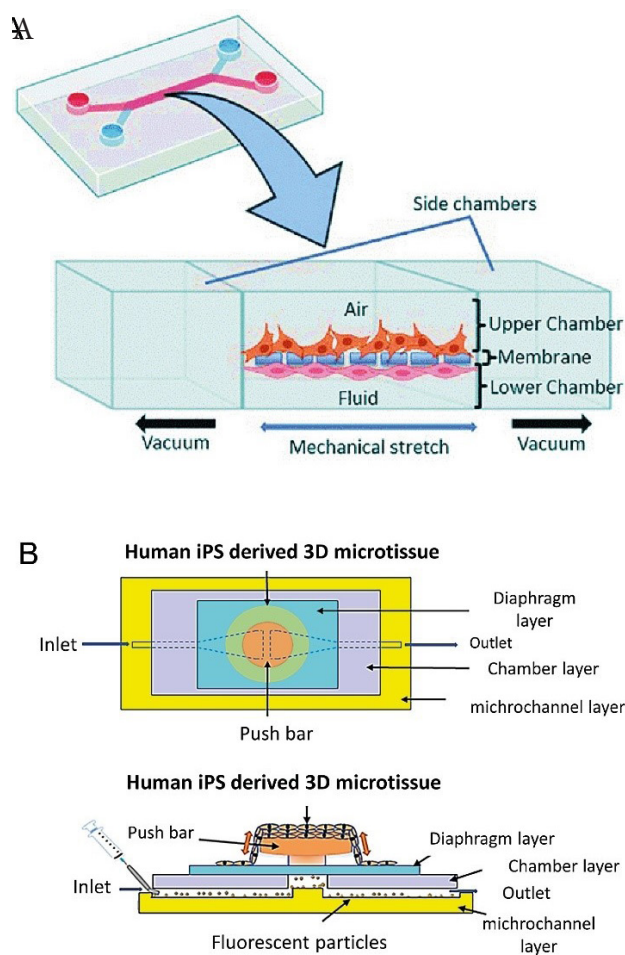 A
Side chambers
Air
Upper Chamber
Membrane
Lower Chamber
Fluid
Vacuum
Mechanical stretch
Vacuum
B
Human iPS derived 3D microtissue
Diaphragm
layer
Inlet
Outlet
Chamber layer
michrochannel layer
Push bar
Human iPS derived 3D microtissue
Push bar
Diaphragm layer
Chamber layer
Inlet
Outlet
michrochannel
layer
Fluorescent particles